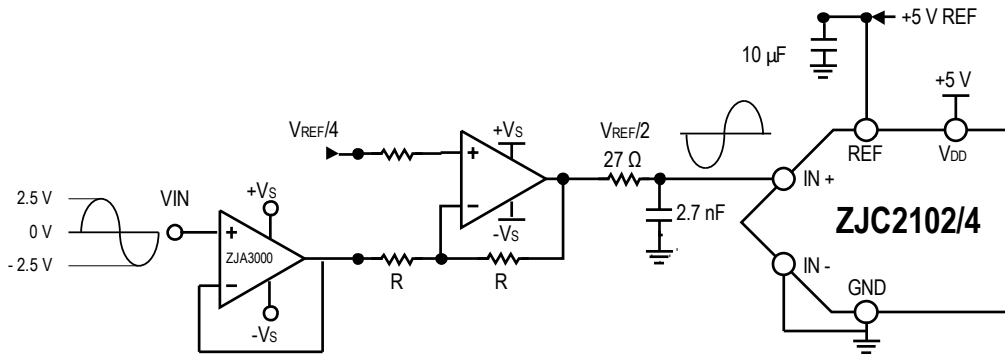 +5 V REF
10 µF
+5 V
VREF/4
+VS
VREF/2
27 Ω
REF
VDD
+
−
-VS
IN +
2.7 nF
ZJC2102/4
2.5 V
0 V
- 2.5 V
VIN
+VS
+
ZJA3000
−
-VS
R
R
IN -
GND